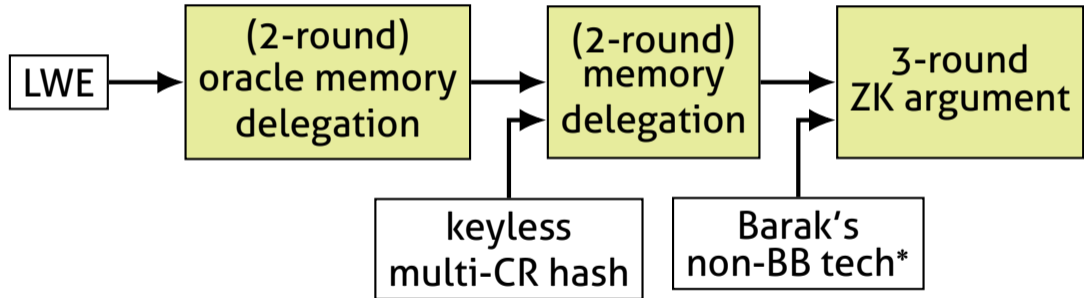 LWE
(2-round)
oracle memory
delegation
(2-round)
memory
delegation
3-round
ZK argument
keyless
multi-CR hash
Barak's
non-BB tech*